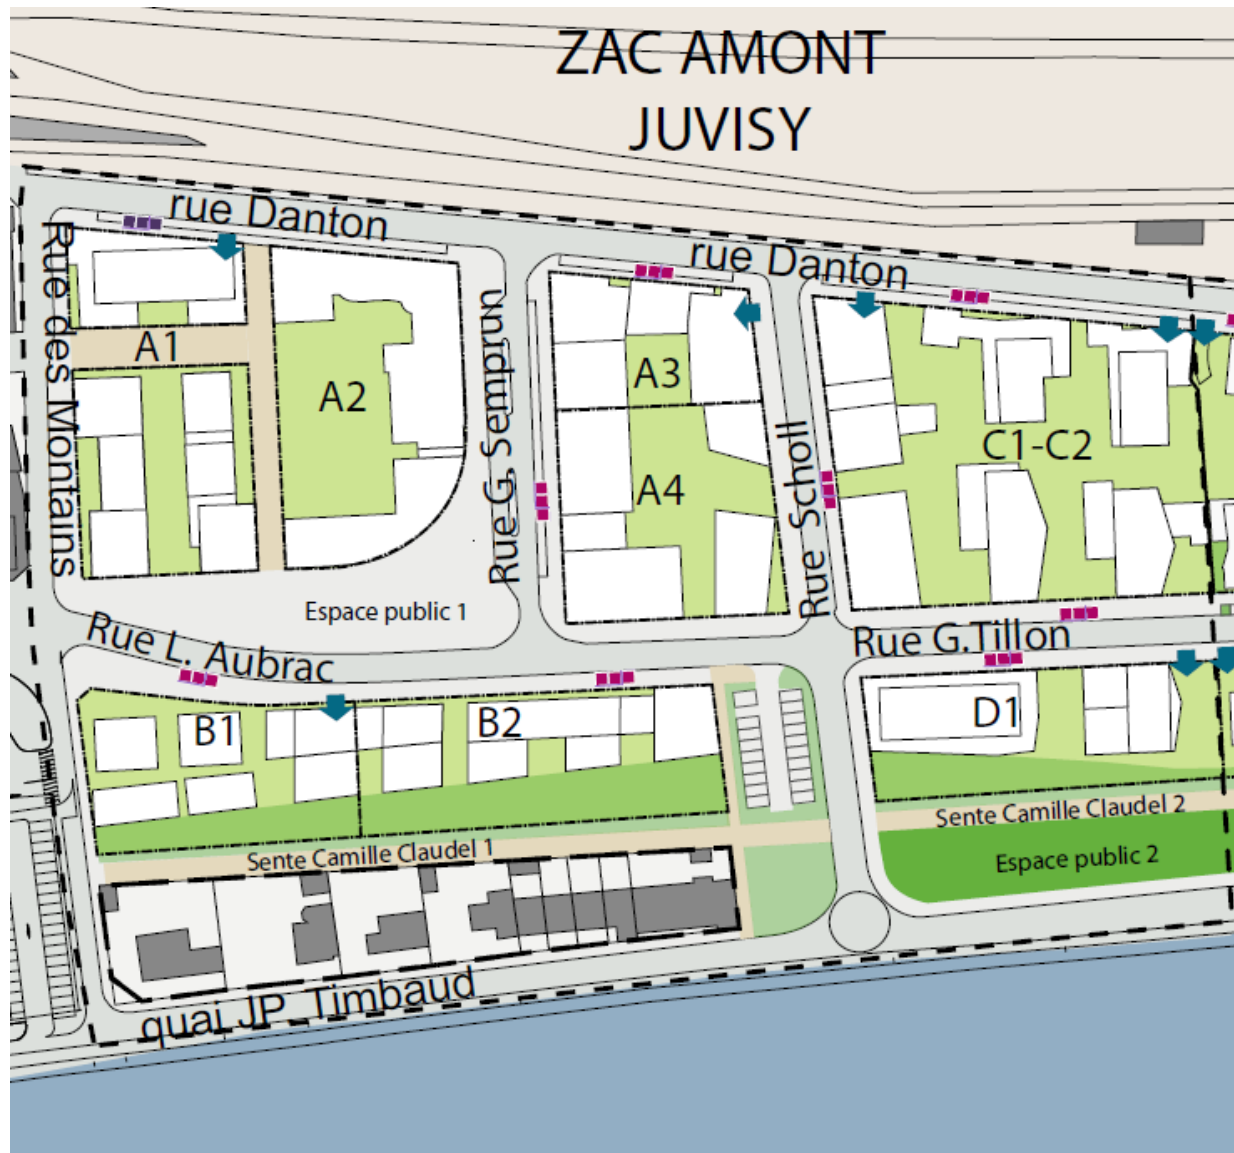 ZAC AMONT
JUVISY
rue Danton
rue Danton
Rue des Montains
A1
A2
Rue G. Semprun
A3
A4
Rue Scholl
C1-C2
Espace public 1
Rue L. Aubrac
Rue G.Tillon
B1
B2
D1
Sente Camille Claudel 1
Sente Camille Claudel 2
Espace public 2
quai JP. Timbaud